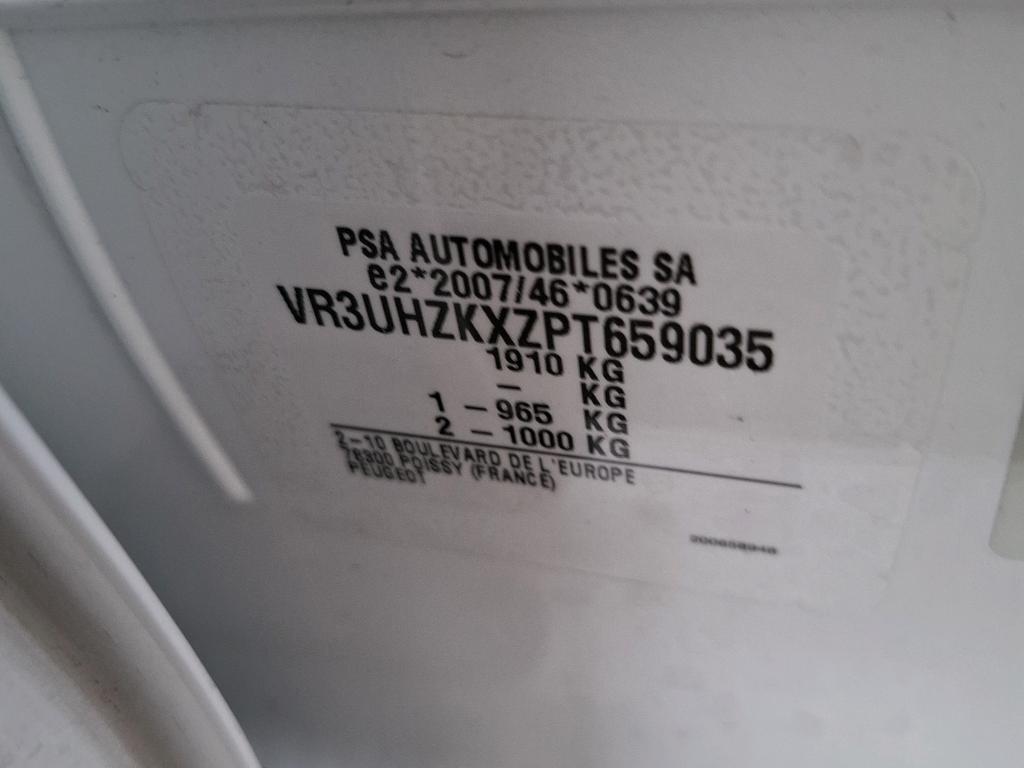 PSA AUTOMOBILES SA
e2*2007/46*0639
VR3UHZKXZPT659035
1910 KG
– KG
1 – 965 KG
2 – 1000 KG
2–10 BOULEVARD DE L'EUROPE
78300 POISSY (FRANCE)
PEUGEOT